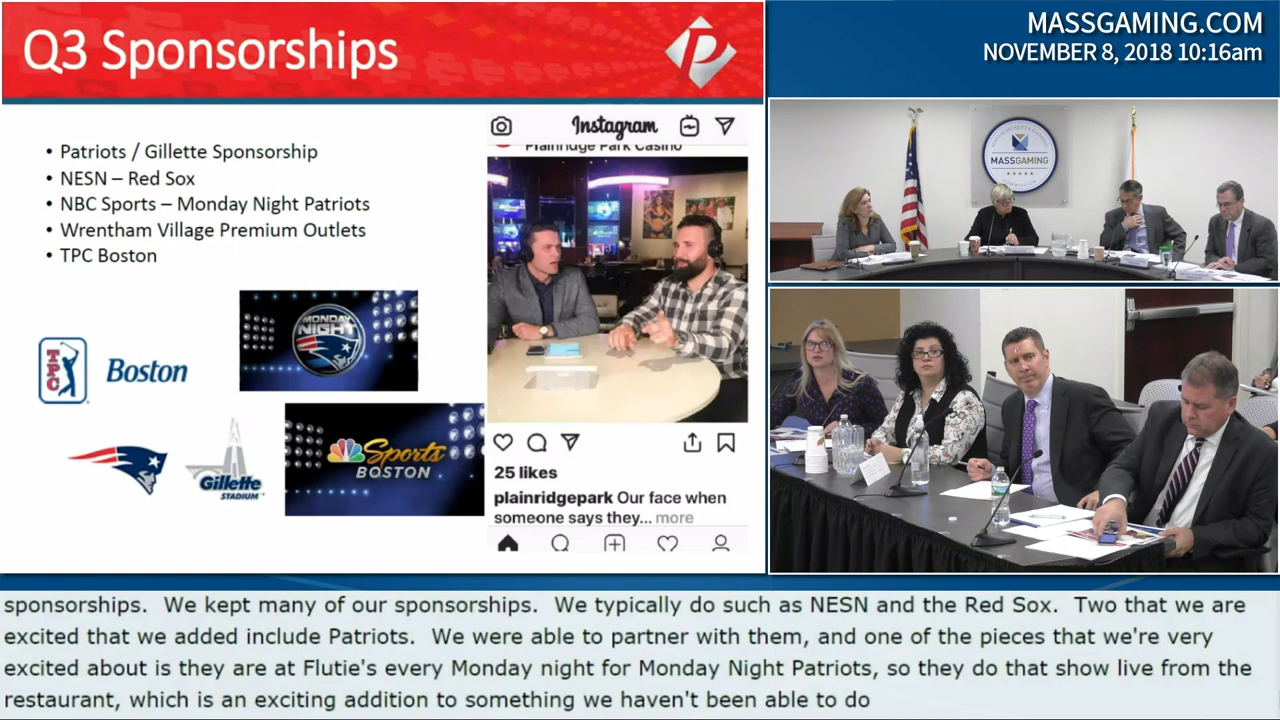 Q3 Sponsorships
• Patriots / Gillette Sponsorship
• NESN – Red Sox
• NBC Sports – Monday Night Patriots
• Wrentham Village Premium Outlets
• TPC Boston
TPC
Boston
MONDAY
NIGHT
Gillette
STADIUM
Sports
BOSTON
Instagram
Plainridge Park Casino
25 likes
plainridgepark Our face when
someone says they... more
MASSGAMING.COM
NOVEMBER 8, 2018 10:16am
MASSGAMING
sponsorships. We kept many of our sponsorships. We typically do such as NESN and the Red Sox. Two that we are
excited that we added include Patriots. We were able to partner with them, and one of the pieces that we're very
excited about is they are at Flutie's every Monday night for Monday Night Patriots, so they do that show live from the
restaurant, which is an exciting addition to something we haven't been able to do